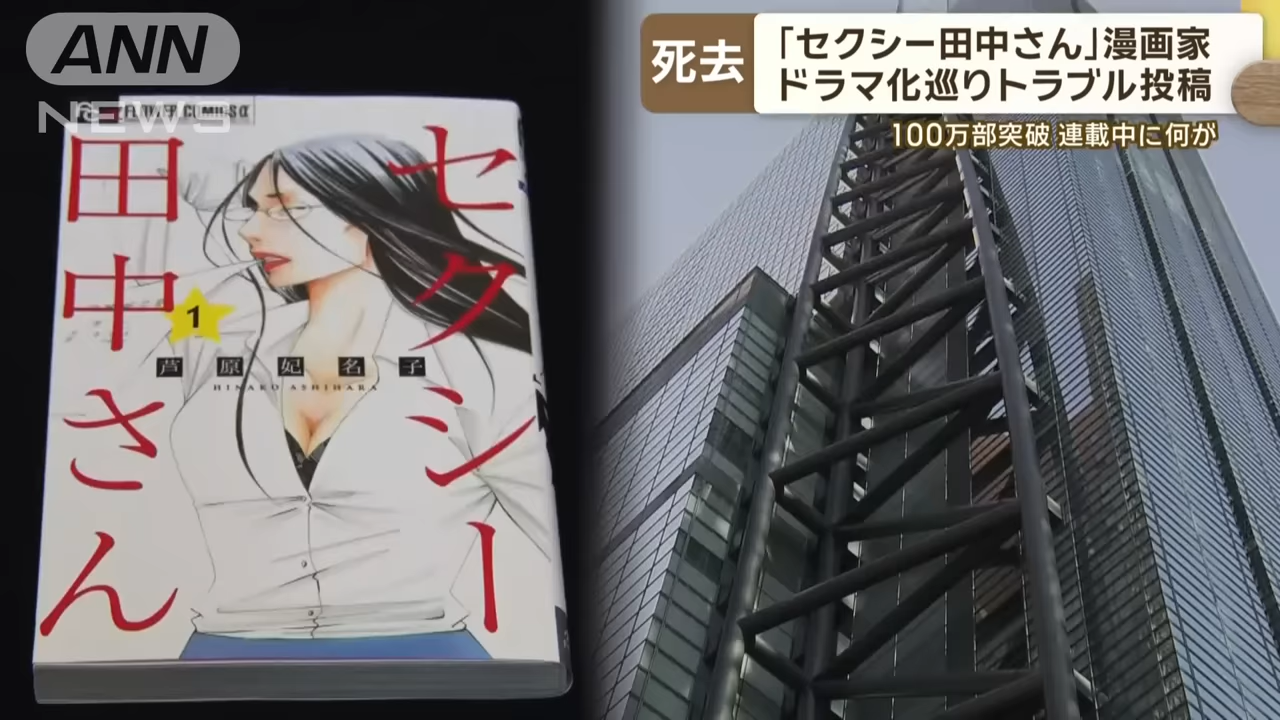 ANN
NEWS
FLOWER COMICS α
セクシー
田中さん
1
芦原妃名子
HINAKO ASHIHARA
死去
「セクシー田中さん」漫画家
ドラマ化巡りトラブル投稿
100万部突破 連載中に何が